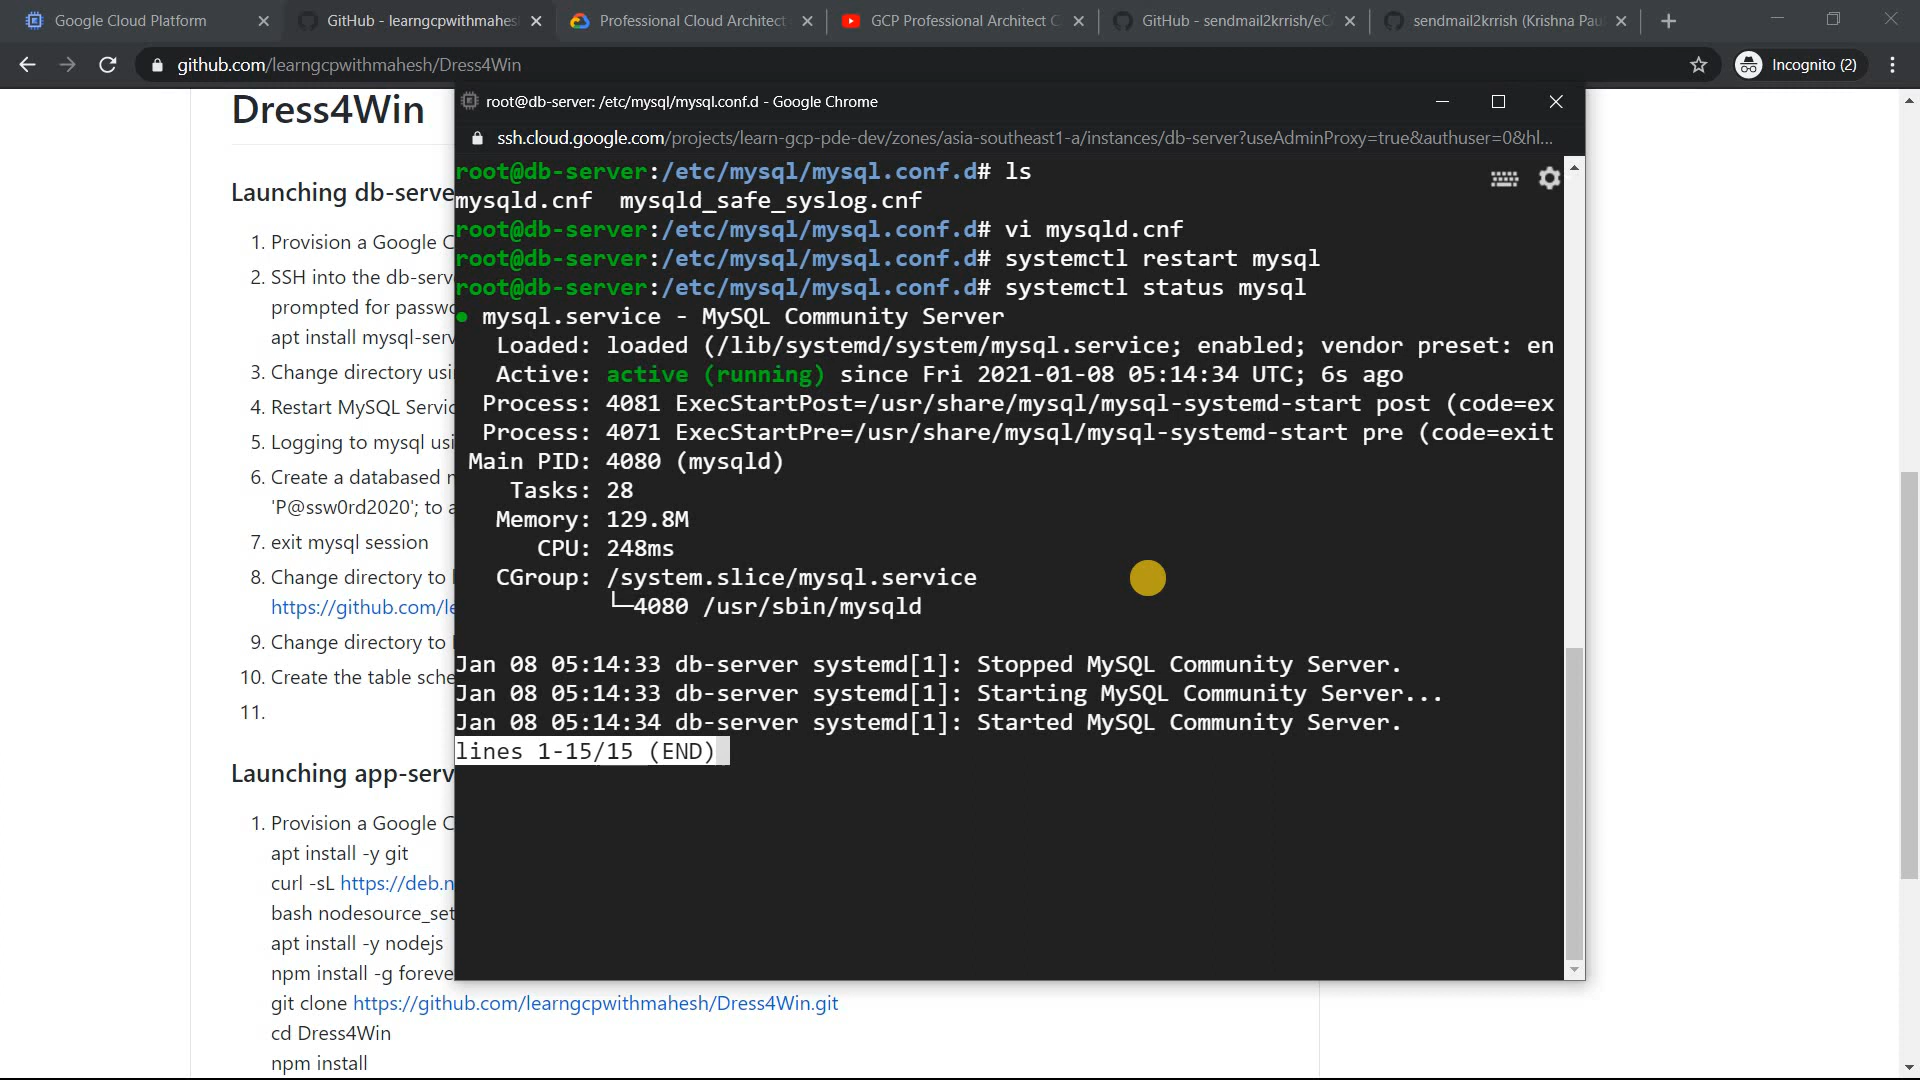 Google Cloud Platform
GitHub - learngcpwithmahes
Professional Cloud Architect
GCP Professional Architect C
GitHub - sendmail2krrish/eC
sendmail2krrish (Krishna Pau
github.com/learngcpwithmahesh/Dress4Win
Incognito (2)
Dress4Win
root@db-server: /etc/mysql/mysql.conf.d - Google Chrome
ssh.cloud.google.com/projects/learn-gcp-pde-dev/zones/asia-southeast1-a/instances/db-server?useAdminProxy=true&authuser=0&hl...
root@db-server:/etc/mysql/mysql.conf.d# ls
mysqld.cnf mysqld_safe_syslog.cnf
root@db-server:/etc/mysql/mysql.conf.d# vi mysqld.cnf
root@db-server:/etc/mysql/mysql.conf.d# systemctl restart mysql
root@db-server:/etc/mysql/mysql.conf.d# systemctl status mysql
● mysql.service - MySQL Community Server
Loaded: loaded (/lib/systemd/system/mysql.service; enabled; vendor preset: en
Active: active (running) since Fri 2021-01-08 05:14:34 UTC; 6s ago
Process: 4081 ExecStartPost=/usr/share/mysql/mysql-systemd-start post (code=ex
Process: 4071 ExecStartPre=/usr/share/mysql/mysql-systemd-start pre (code=exit
Main PID: 4080 (mysqld)
Tasks: 28
Memory: 129.8M
CPU: 248ms
CGroup: /system.slice/mysql.service
└─4080 /usr/sbin/mysqld
Jan 08 05:14:33 db-server systemd[1]: Stopped MySQL Community Server.
Jan 08 05:14:33 db-server systemd[1]: Starting MySQL Community Server...
Jan 08 05:14:34 db-server systemd[1]: Started MySQL Community Server.
lines 1-15/15 (END)
Launching db-serve
1. Provision a Google C
2. SSH into the db-serv
prompted for passwo
apt install mysql-serv
3. Change directory usi
4. Restart MySQL Servic
5. Logging to mysql usi
6. Create a databased n
'P@ssw0rd2020'; to a
7. exit mysql session
8. Change directory to
https://github.com/le
9. Change directory to
10. Create the table sche
11.
Launching app-serv
1. Provision a Google C
apt install -y git
curl -sL https://deb.n
bash nodesource_set
apt install -y nodejs
npm install -g foreve
git clone https://github.com/learngcpwithmahesh/Dress4Win.git
cd Dress4Win
npm install